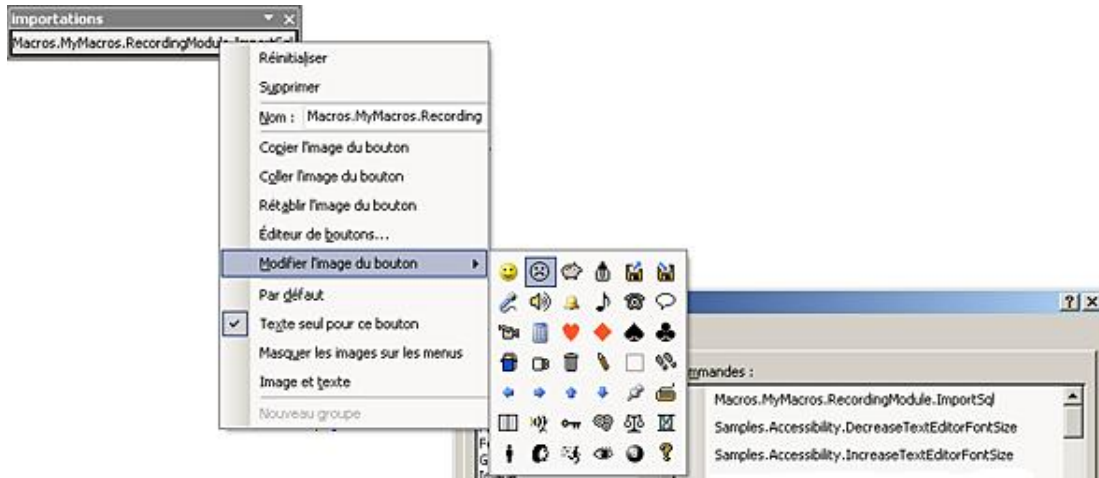 importations
Macros.MyMacros.RecordingModule.ImportSql
Réinitialiser
Supprimer
Nom : Macros.MyMacros.Recording
Copier l'image du bouton
Coller l'image du bouton
Rétablir l'image du bouton
Éditeur de boutons...
Modifier l'image du bouton
Par défaut
Texte seul pour ce bouton
Masquer les images sur les menus
Image et texte
Nouveau groupe
mmandes :
Macros.MyMacros.RecordingModule.ImportSql
Samples.Accessibility.DecreaseTextEditorFontSize
Samples.Accessibility.IncreaseTextEditorFontSize